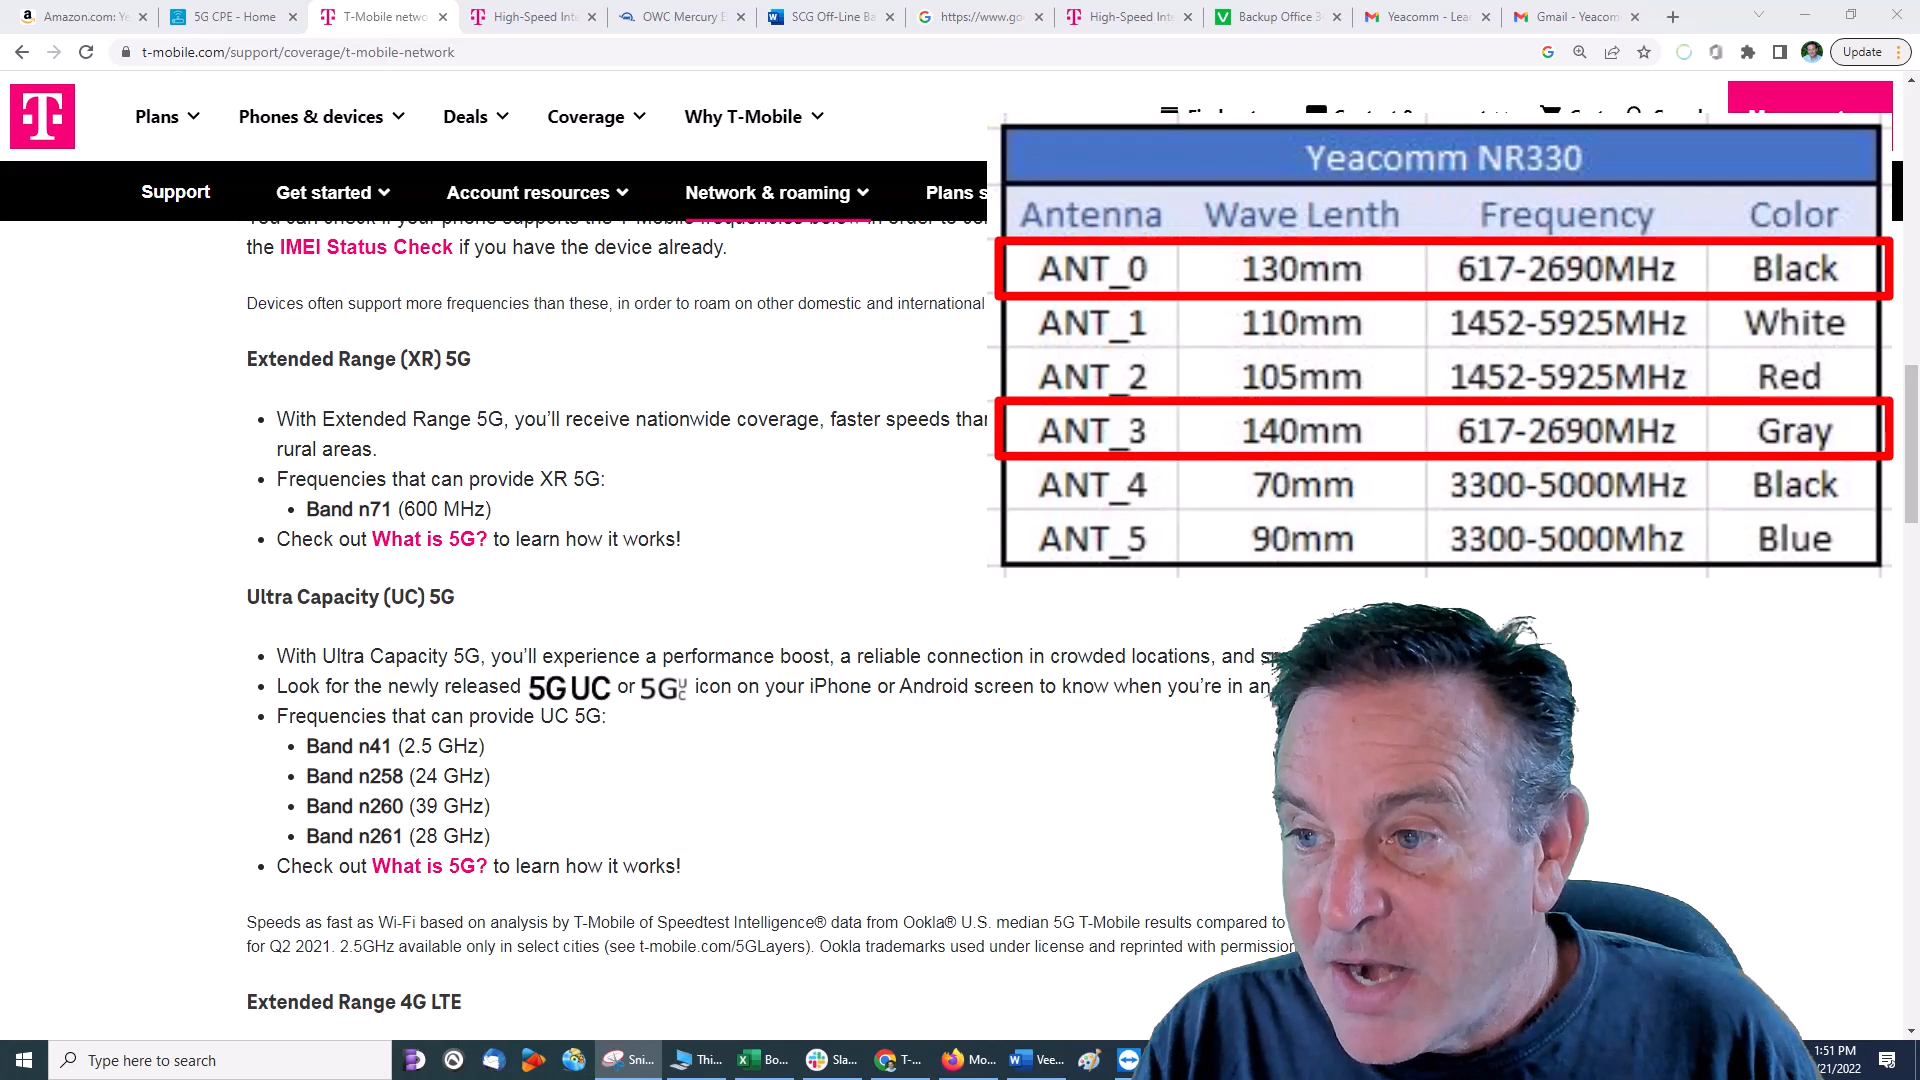 Amazon.com: Ye
5G CPE - Home
T-Mobile netwo
High-Speed Inte
OWC Mercury E
SCG Off-Line Ba
https://www.go
High-Speed Inte
Backup Office 3
Yeacomm - Lea
Gmail - Yeacom
t-mobile.com/support/coverage/t-mobile-network
Update
Plans
Phones & devices
Deals
Coverage
Why T-Mobile
Support
Get started
Account resources
Network & roaming
Plans s
the IMEI Status Check if you have the device already.
Devices often support more frequencies than these, in order to roam on other domestic and international
Extended Range (XR) 5G
With Extended Range 5G, you'll receive nationwide coverage, faster speeds than
rural areas.
Frequencies that can provide XR 5G:
Band n71 (600 MHz)
Check out What is 5G? to learn how it works!
Ultra Capacity (UC) 5G
With Ultra Capacity 5G, you'll experience a performance boost, a reliable connection in crowded locations, and sp
Look for the newly released 5G UC or 5GUC icon on your iPhone or Android screen to know when you're in an
Frequencies that can provide UC 5G:
Band n41 (2.5 GHz)
Band n258 (24 GHz)
Band n260 (39 GHz)
Band n261 (28 GHz)
Check out What is 5G? to learn how it works!
Speeds as fast as Wi-Fi based on analysis by T-Mobile of Speedtest Intelligence® data from Ookla® U.S. median 5G T-Mobile results compared to
for Q2 2021. 2.5GHz available only in select cities (see t-mobile.com/5GLayers). Ookla trademarks used under license and reprinted with permission
Extended Range 4G LTE
Yeacomm NR330
Antenna Wave Lenth Frequency Color
ANT_0 130mm 617-2690MHz Black
ANT_1 110mm 1452-5925MHz White
ANT_2 105mm 1452-5925MHz Red
ANT_3 140mm 617-2690MHz Gray
ANT_4 70mm 3300-5000MHz Black
ANT_5 90mm 3300-5000Mhz Blue
Type here to search
Sni...
Thi...
Bo...
Sla...
T-...
Mo...
Vee...
1:51 PM
/21/2022